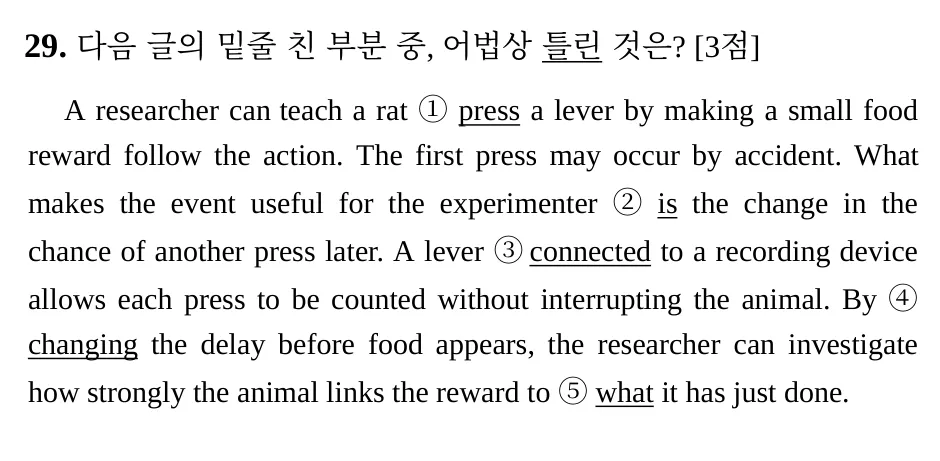 29. 다음 글의 밑줄 친 부분 중, 어법상 틀린 것은? [3점]
A researcher can teach a rat ① press a lever by making a small food
reward follow the action. The first press may occur by accident. What
makes the event useful for the experimenter ② is the change in the
chance of another press later. A lever ③ connected to a recording device
allows each press to be counted without interrupting the animal. By ④
changing the delay before food appears, the researcher can investigate
how strongly the animal links the reward to ⑤ what it has just done.